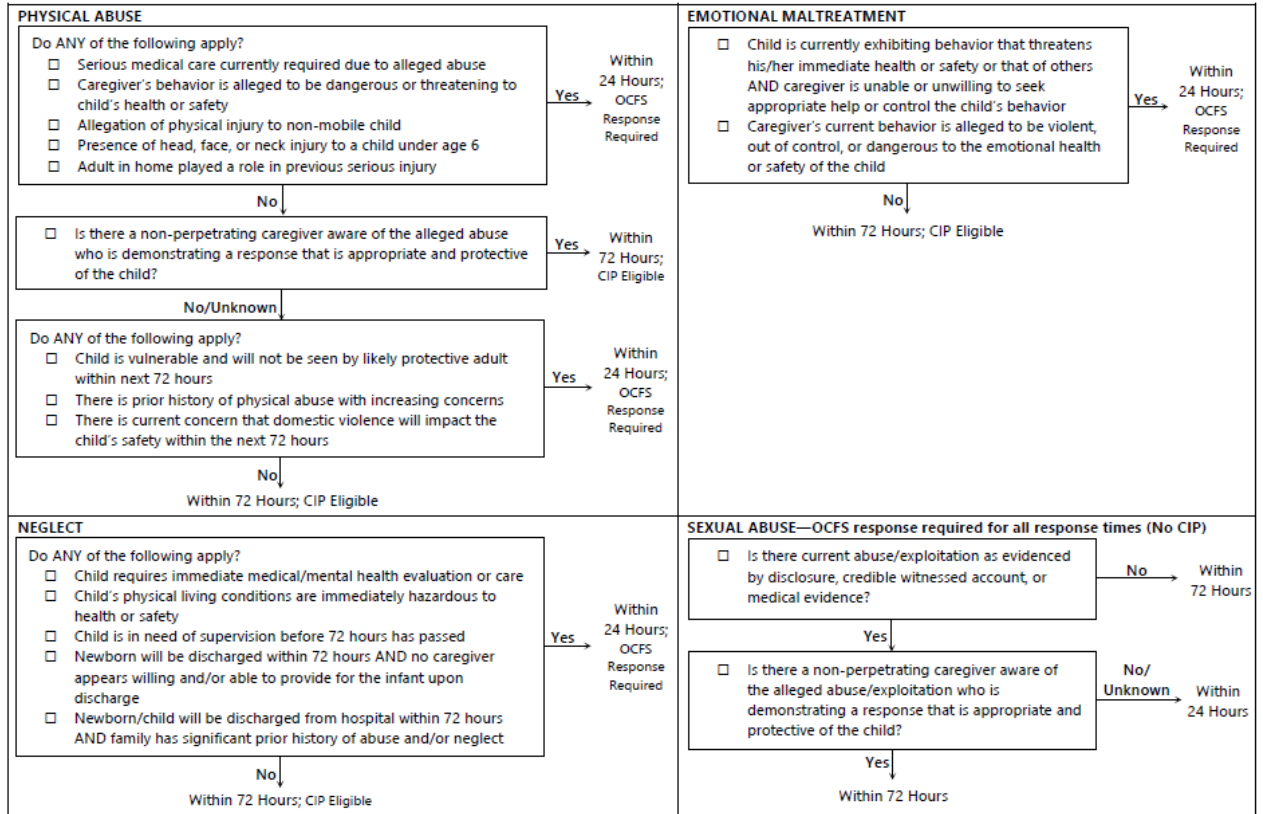 PHYSICAL ABUSE
Do ANY of the following apply?
☐ Serious medical care currently required due to alleged abuse
☐ Caregiver's behavior is alleged to be dangerous or threatening to
child's health or safety
☐ Allegation of physical injury to non-mobile child
☐ Presence of head, face, or neck injury to a child under age 6
☐ Adult in home played a role in previous serious injury
Yes
Within
24 Hours;
OCFS
Response
Required
No
☐ Is there a non-perpetrating caregiver aware of the alleged abuse
who is demonstrating a response that is appropriate and protective
of the child?
Yes
Within
72 Hours;
CIP Eligible
No/Unknown
Do ANY of the following apply?
☐ Child is vulnerable and will not be seen by likely protective adult
within next 72 hours
☐ There is prior history of physical abuse with increasing concerns
☐ There is current concern that domestic violence will impact the
child's safety within the next 72 hours
Yes
Within
24 Hours;
OCFS
Response
Required
No
Within 72 Hours; CIP Eligible
EMOTIONAL MALTREATMENT
☐ Child is currently exhibiting behavior that threatens
his/her immediate health or safety or that of others
AND caregiver is unable or unwilling to seek
appropriate help or control the child's behavior
☐ Caregiver's current behavior is alleged to be violent,
out of control, or dangerous to the emotional health
or safety of the child
Yes
Within
24 Hours;
OCFS
Response
Required
No
Within 72 Hours; CIP Eligible
NEGLECT
Do ANY of the following apply?
☐ Child requires immediate medical/mental health evaluation or care
☐ Child's physical living conditions are immediately hazardous to
health or safety
☐ Child is in need of supervision before 72 hours has passed
☐ Newborn will be discharged within 72 hours AND no caregiver
appears willing and/or able to provide for the infant upon
discharge
☐ Newborn/child will be discharged from hospital within 72 hours
AND family has significant prior history of abuse and/or neglect
Yes
Within
24 Hours;
OCFS
Response
Required
No
Within 72 Hours; CIP Eligible
SEXUAL ABUSE—OCFS response required for all response times (No CIP)
☐ Is there current abuse/exploitation as evidenced
by disclosure, credible witnessed account, or
medical evidence?
No
Within
72 Hours
Yes
☐ Is there a non-perpetrating caregiver aware of
the alleged abuse/exploitation who is
demonstrating a response that is appropriate and
protective of the child?
No/
Unknown
Within
24 Hours
Yes
Within 72 Hours